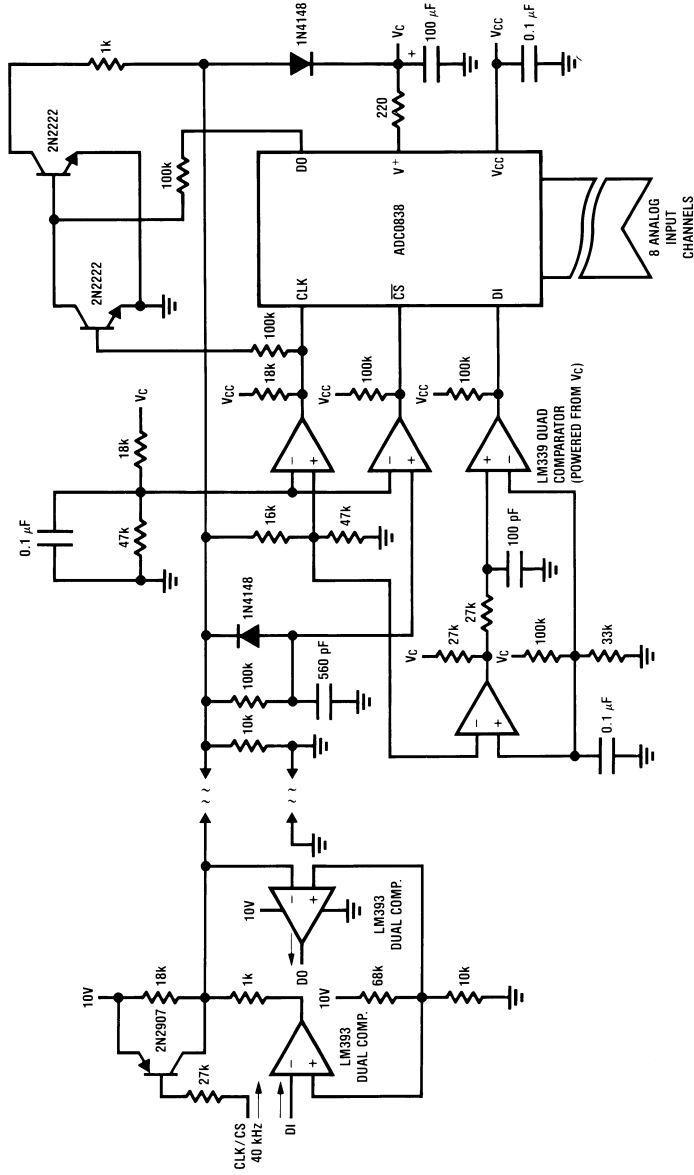 10V
2N2907
18k
27k
CLK/CS
40 kHz
DI
1k
LM393
DUAL COMP.
10V
68k
10k
10V
−
+
DO
LM393
DUAL COMP.
−
+
~ ~
~ ~
10k
100k
1N4148
560 pF
0.1 μF
47k
18k
VC
16k
47k
−
+
VCC
18k
100k
−
+
VCC
100k
VC
27k
27k
100 pF
−
+
VC
100k
33k
0.1 μF
+
−
VCC
100k
LM339 QUAD
COMPARATOR
(POWERED FROM VC)
2N2222
2N2222
1k
100k
CLK
CS
DI
ADC0838
DO
V+
VCC
1N4148
220
VC
+
100 μF
VCC
0.1 μF
8 ANALOG
INPUT
CHANNELS